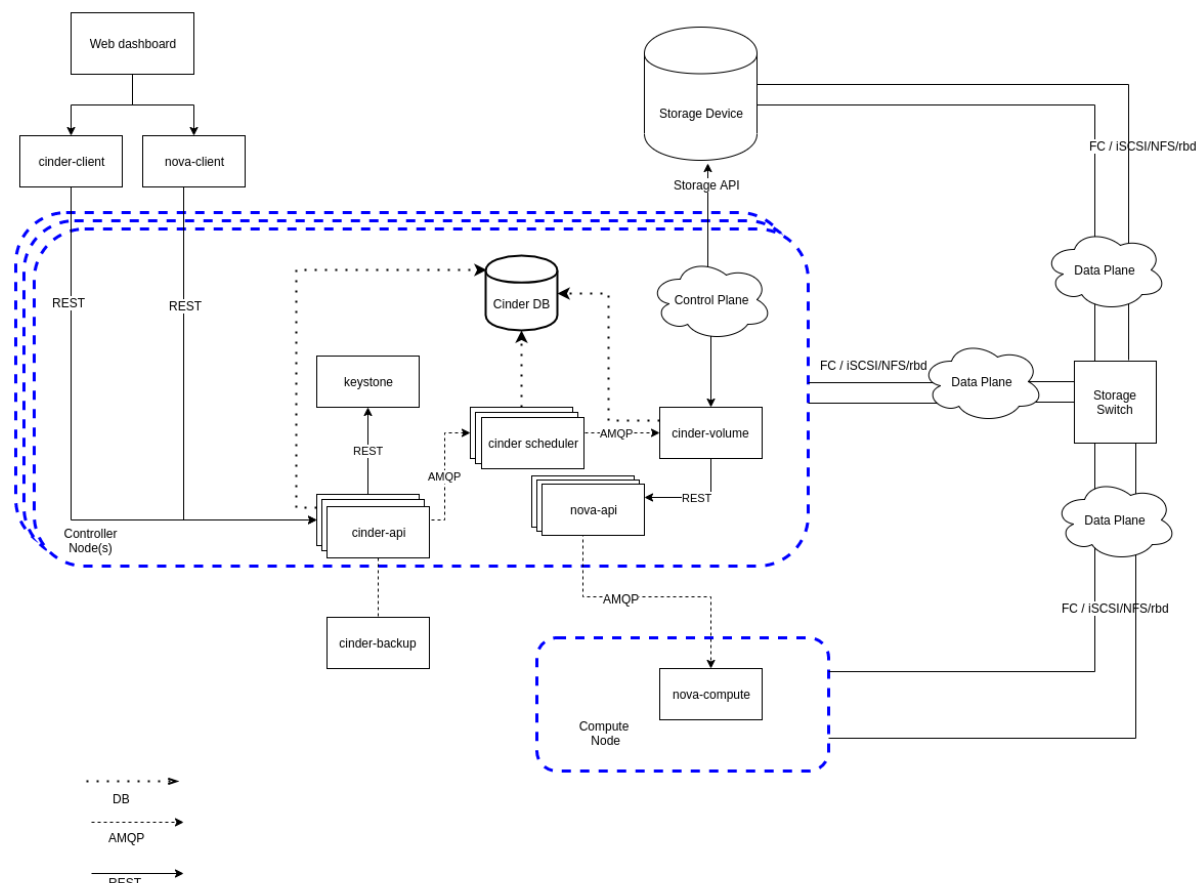 Web dashboard
Storage Device
cinder-client
nova-client
FC / iSCSI/NFS/rbd
Storage API
REST
REST
Cinder DB
Control Plane
Data Plane
keystone
FC / iSCSI/NFS/rbd
Data Plane
Storage
Switch
cinder scheduler
AMQP
cinder-volume
REST
AMQP
REST
nova-api
cinder-api
Controller
Node(s)
Data Plane
AMQP
FC / iSCSI/NFS/rbd
cinder-backup
nova-compute
Compute
Node
DB
AMQP
REST